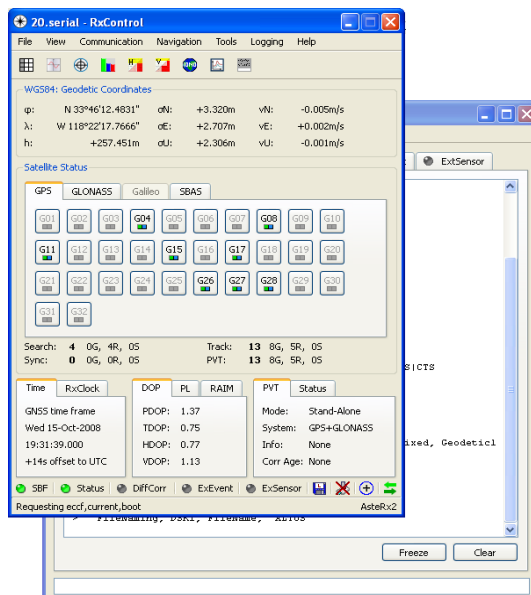 20.serial - RxControl
File View Communication Navigation Tools Logging Help
WGS84: Geodetic Coordinates
φ: N 33°46'12.4831" σN: +3.320m vN: -0.005m/s
λ: W 118°22'17.7666" σE: +2.707m vE: +0.002m/s
h: +257.451m σU: +2.306m vU: -0.001m/s
Satellite Status
GPS GLONASS Galileo SBAS
G01 G02 G03 G04 G05 G06 G07 G08 G09 G10
G11 G12 G13 G14 G15 G16 G17 G18 G19 G20
G21 G22 G23 G24 G25 G26 G27 G28 G29 G30
G31 G32
Search: 4 0G, 4R, 0S Track: 13 8G, 5R, 0S
Sync: 0 0G, 0R, 0S PVT: 13 8G, 5R, 0S
Time RxClock DOP PL RAIM PVT Status
GNSS time frame PDOP: 1.37 Mode: Stand-Alone
Wed 15-Oct-2008 TDOP: 0.75 System: GPS+GLONASS
19:31:39.000 HDOP: 0.77 Info: None
+14s offset to UTC VDOP: 1.13 Corr Age: None
SBF Status DiffCorr ExEvent ExSensor
Requesting eccf,current,boot AsteRx2
ExtSensor
S|CTS
ixed, Geodetic1
Freeze Clear